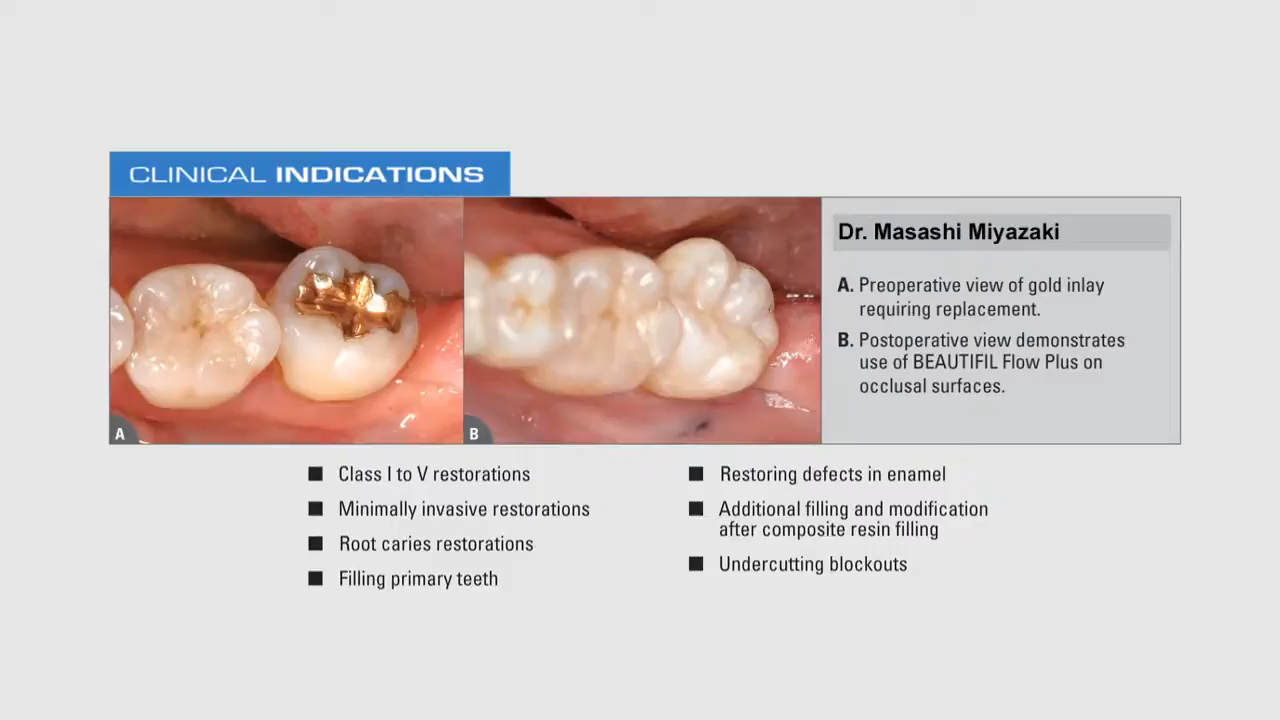 CLINICAL INDICATIONS
A
B
Dr. Masashi Miyazaki
A. Preoperative view of gold inlay
requiring replacement.
B. Postoperative view demonstrates
use of BEAUTIFIL Flow Plus on
occlusal surfaces.
■ Class I to V restorations
■ Minimally invasive restorations
■ Root caries restorations
■ Filling primary teeth
■ Restoring defects in enamel
■ Additional filling and modification
after composite resin filling
■ Undercutting blockouts